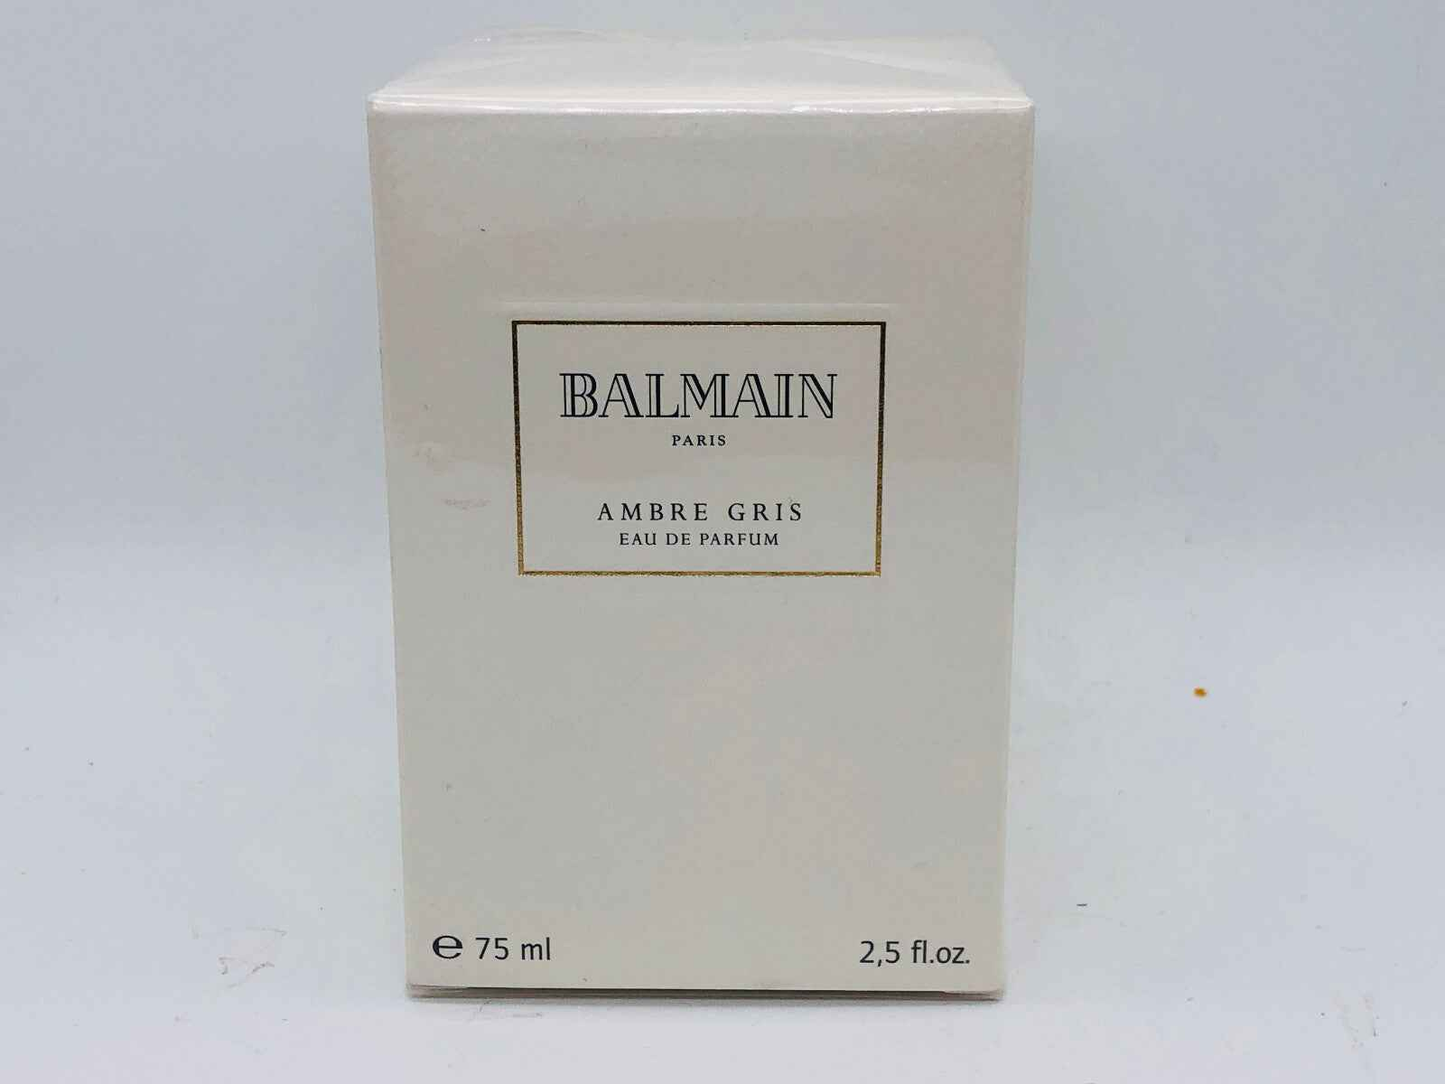 BALMAIN
PARIS
AMBRE GRIS
EAU DE PARFUM
℮ 75 ml 2,5 fl.oz.